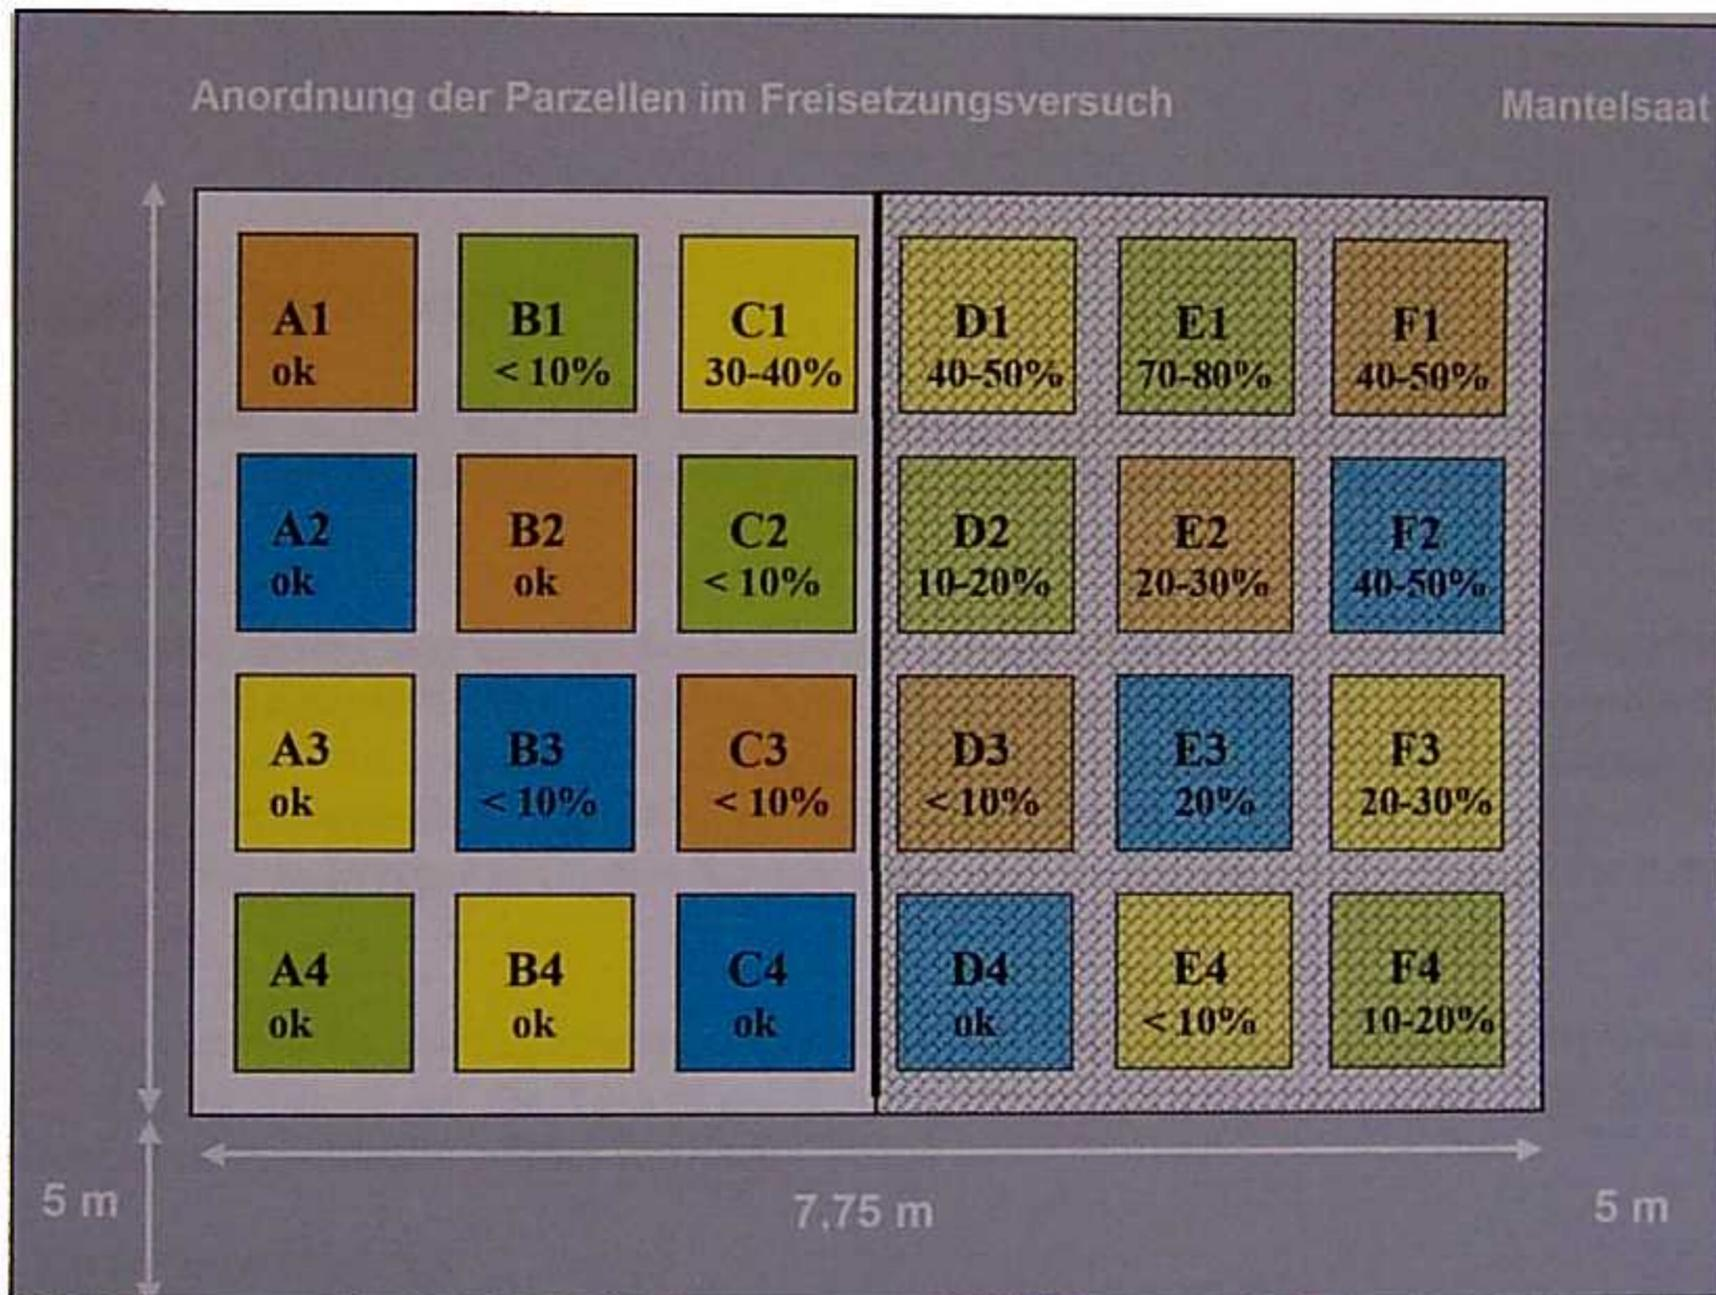 Anordnung der Parzellen im Freisetzungsversuch
Mantelsaat
A1
ok
B1
< 10%
C1
30-40%
D1
40-50%
E1
70-80%
F1
40-50%
A2
ok
B2
ok
C2
< 10%
D2
10-20%
E2
20-30%
F2
40-50%
A3
ok
B3
< 10%
C3
< 10%
D3
< 10%
E3
20%
F3
20-30%
A4
ok
B4
ok
C4
ok
D4
ok
E4
< 10%
F4
10-20%
5 m
7,75 m
5 m